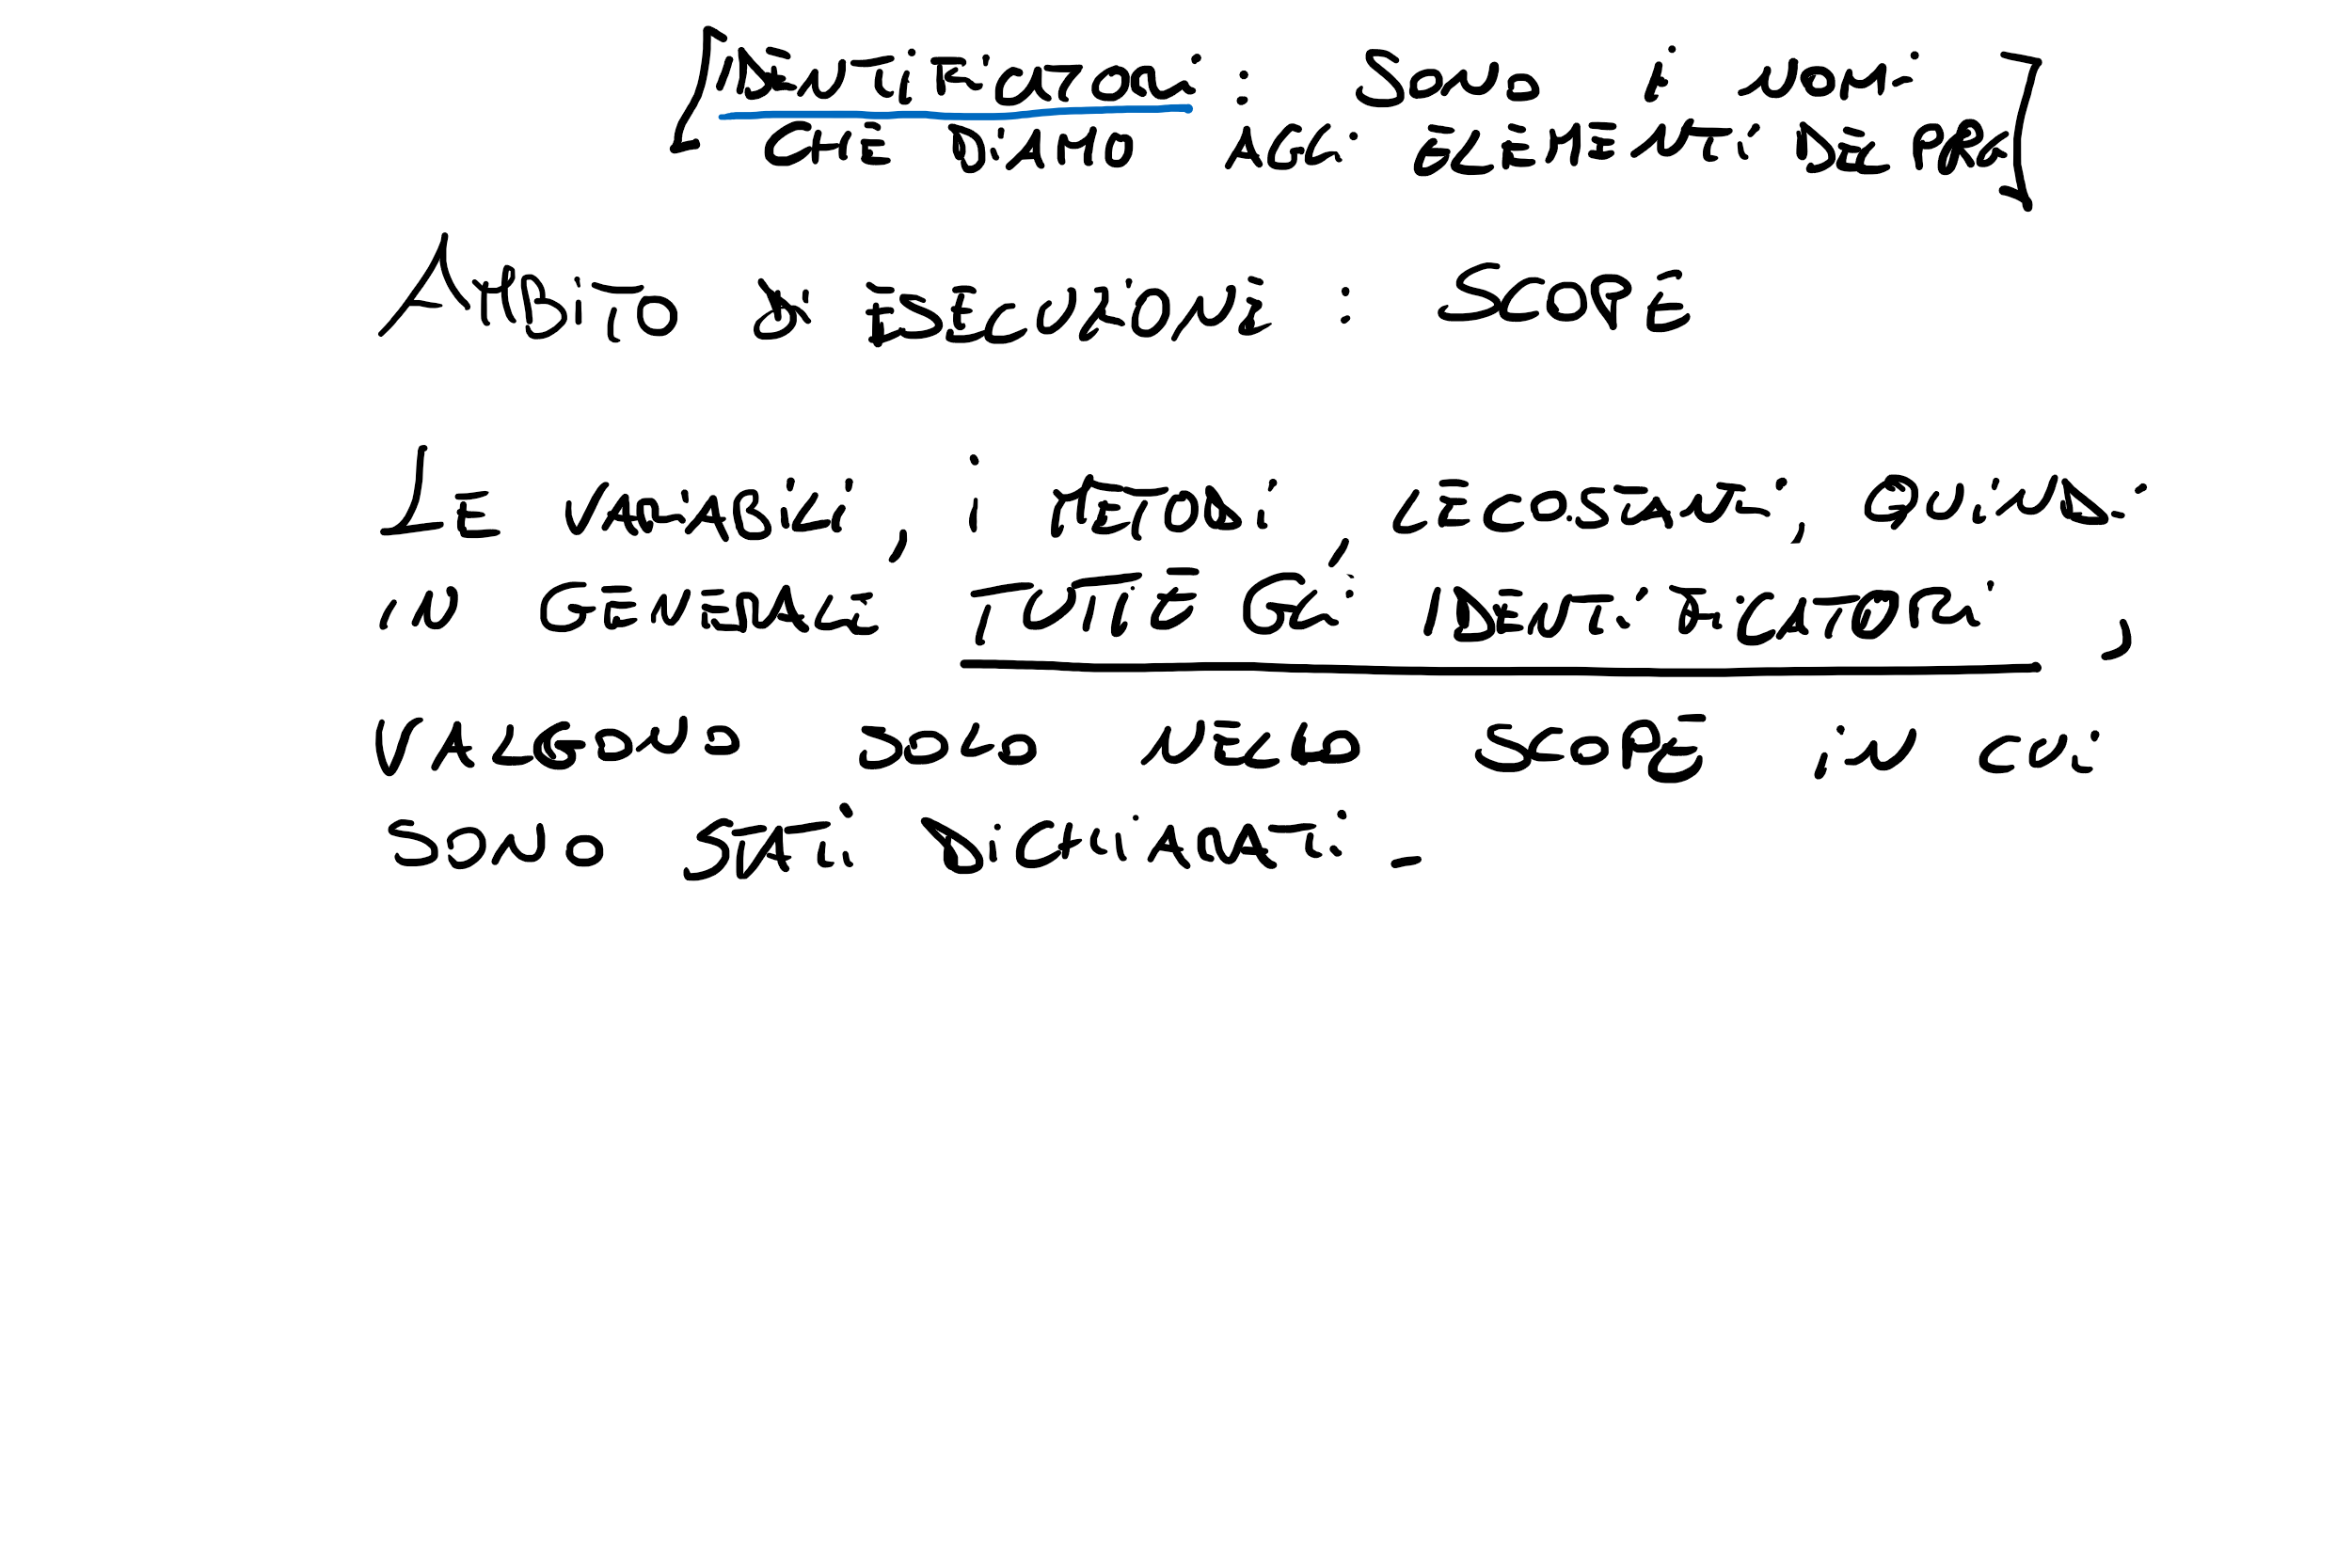 [IDENTIFICATORI: SONO I NOMI
CHE DIAMO AGLI ELEMENTI DEL PRG]
AMBITO DI ESECUZIONE: SCOPE
LE VARIABILI, I METODI, LE COSTANTI, QUINDI
IN GENERALE TUTTE GLI IDENTIFICATORI,
VALGONO SOLO NELLO SCOPE IN CUI
SONO STATI DICHIARATI.